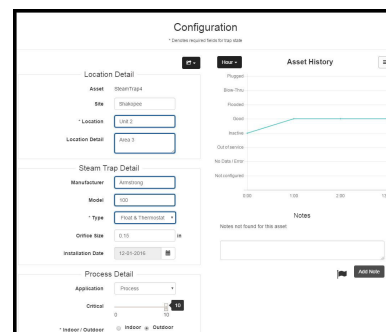 Configuration
* Denotes required fields for trap state
Location Detail
Asset SteamTrap4
Site Shakopee
* Location Unit 2
Location Detail Area 3
Steam Trap Detail
Manufacturer Armstrong
Model 100
* Type Float & Thermostat
Orifice Size 0.15 in
Installation Date 12-01-2016
Process Detail
Application Process
Critical 10
0 10
* Indoor / Outdoor Indoor Outdoor
Hour
Asset History
Plugged
Blow-Thru
Flooded
Good
Inactive
Out of service
No Data / Error
Not configured
0:00 1:00 2:00
Notes
Notes not found for this asset
Add Note